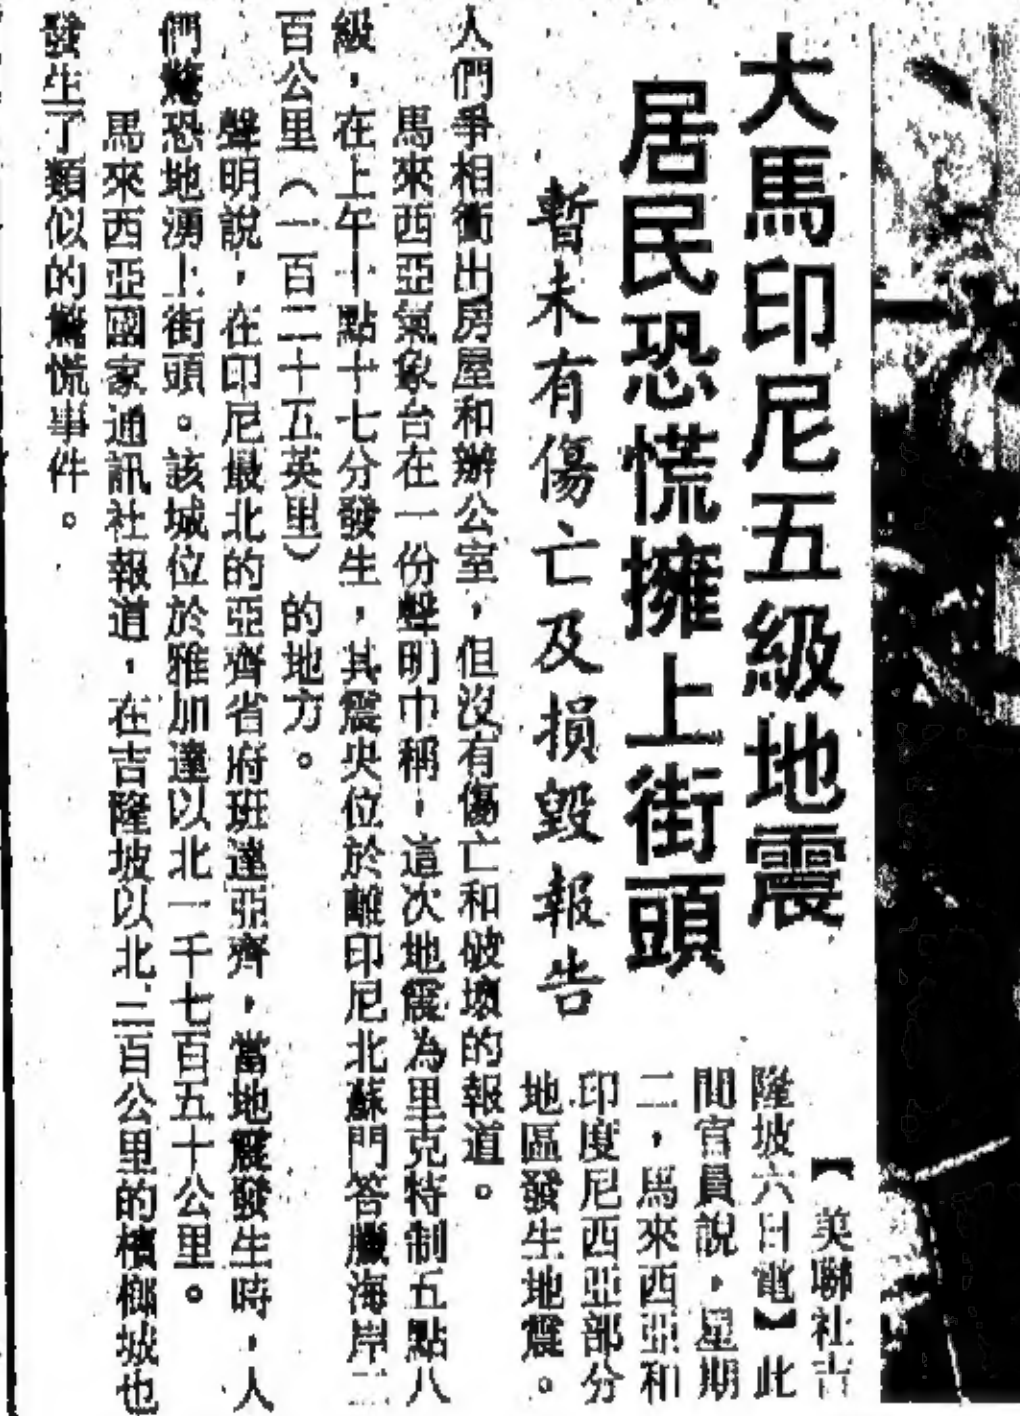 大馬印尼五級地震
居民恐慌擁上街頭
暫未有傷亡及損毀報告
【美聯社吉
隆坡六日電】此
間官員說，星期
二，馬來西亞和
印度尼西亞部分
地區發生地震。
人們爭相衝出房屋和辦公室，但沒有傷亡和破壞的報道。
馬來西亞氣象台在一份聲明中稱，這次地震為里克特制五點八
級，在上午十點十七分發生，其震央位於離印尼北蘇門答臘海岸二
百公里（一百二十五英里）的地方。
聲明說，在印尼最北的亞齊省府班達亞齊，當地震發生時，人
們驚恐地湧上街頭。該城位於雅加達以北一千七百五十公里。
馬來西亞國家通訊社報道，在吉隆坡以北三百公里的檳榔坡也
發生了類似的驚慌事件。